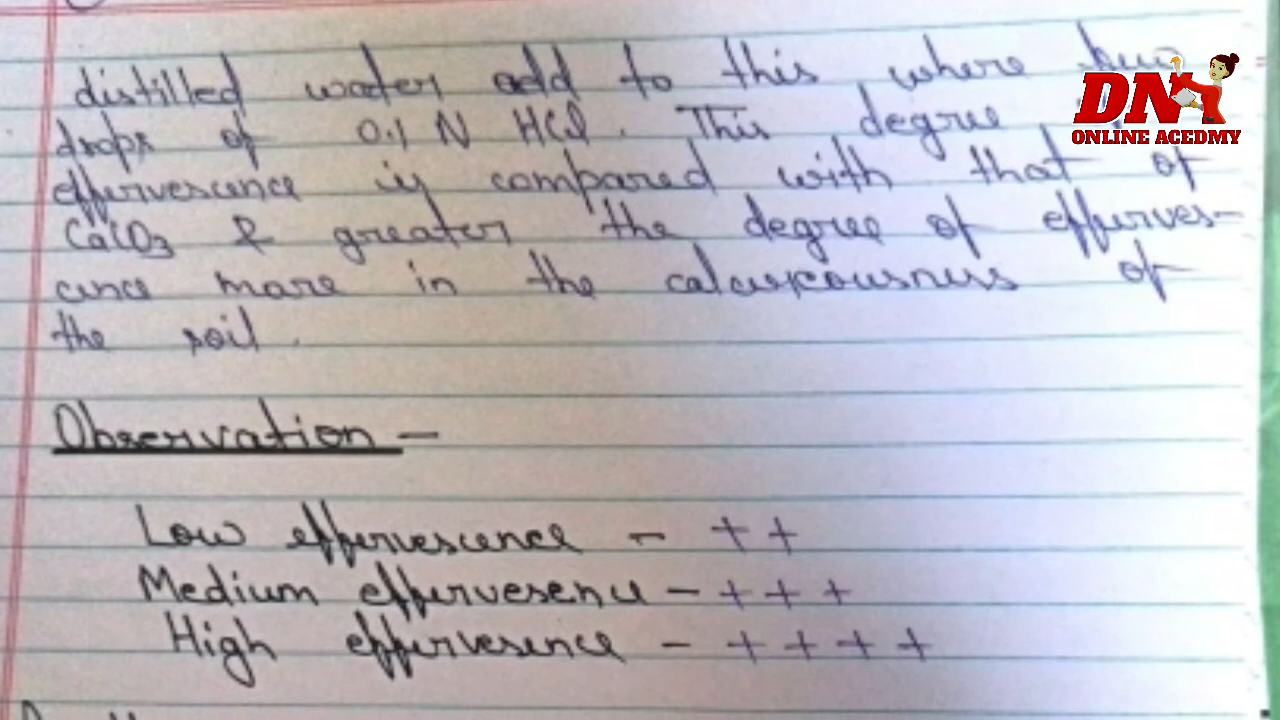 distilled water add to this where few
drops of 0.1 N HCl. This degree
effervescence is compared with that of
CaCO3 & greater the degree of efferves-
cence more in the calcareousness of
the soil.
Observation -
Low effervescence - + +
Medium effervesence - + + +
High effervesence - + + + +
DN
ONLINE ACEDMY